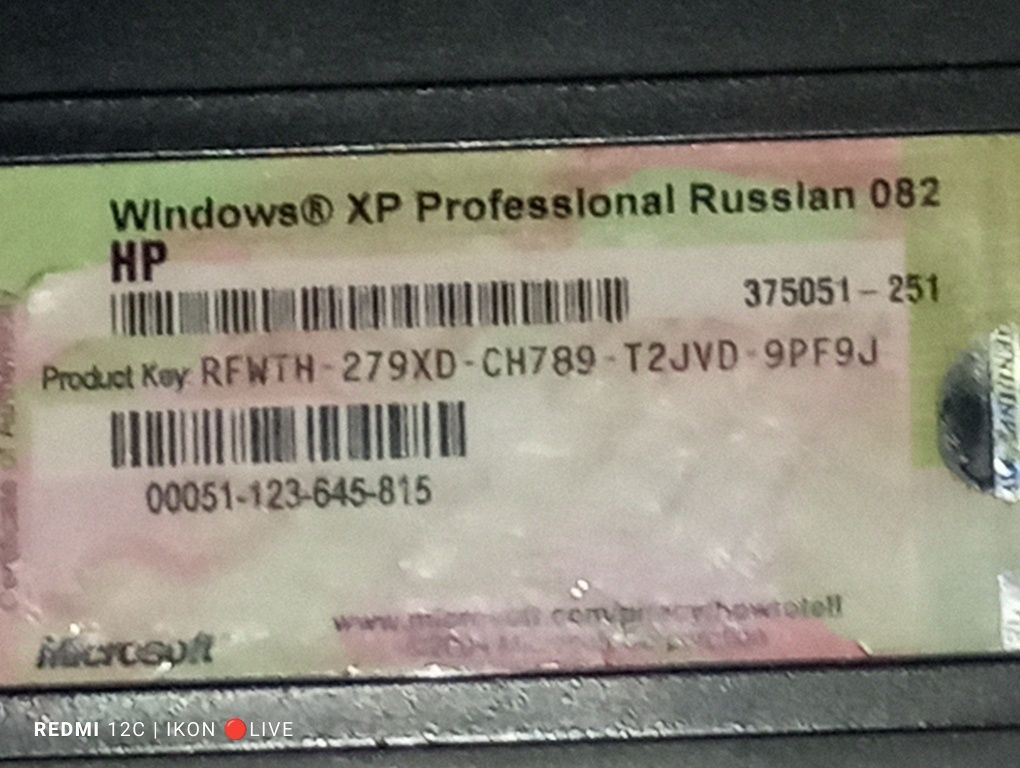 Windows® XP Professional Russian 082
HP
375051 - 251
Product Key: RFWTH - 279XD - CH789 - T2JVD - 9PF9J
00051-123-645-815
Microsoft
REDMI 12C | IKON 🔴LIVE